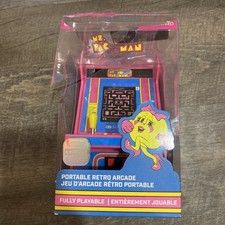 MS.
PAC MAN
PORTABLE RETRO ARCADE
JEU D'ARCADE RÉTRO PORTABLE
FULLY PLAYABLE | ENTIÈREMENT JOUABLE